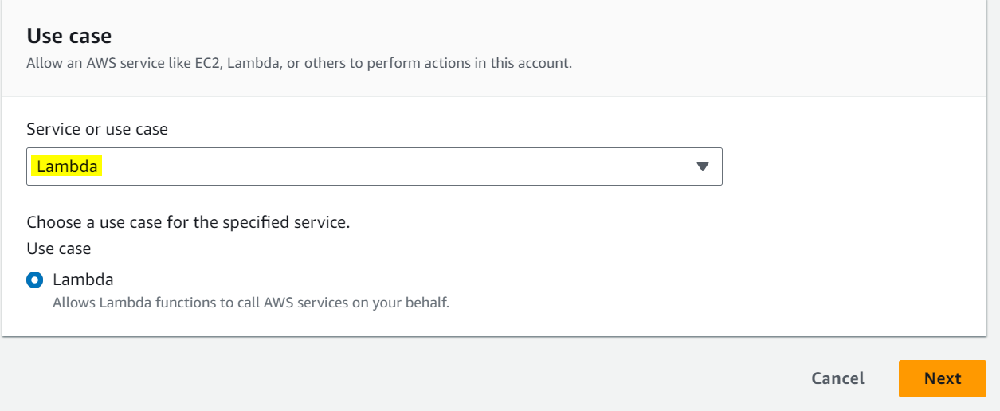 Use case
Allow an AWS service like EC2, Lambda, or others to perform actions in this account.
Service or use case
Lambda
Choose a use case for the specified service.
Use case
Lambda
Allows Lambda functions to call AWS services on your behalf.
Cancel
Next